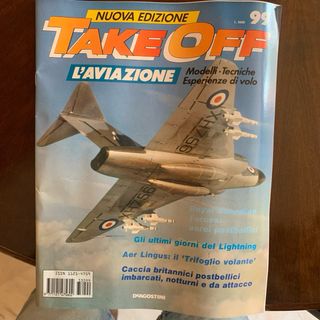 NUOVA EDIZIONE
99
TAKE OFF
L'AVIAZIONE
Modelli • Tecniche
Esperienze di volo
Gli ultimi giorni del Lightning
Aer Lingus: il 'Trifoglio volante'
Caccia britannici postbellici
imbarcati, notturni e da attacco
DEAGOSTINI